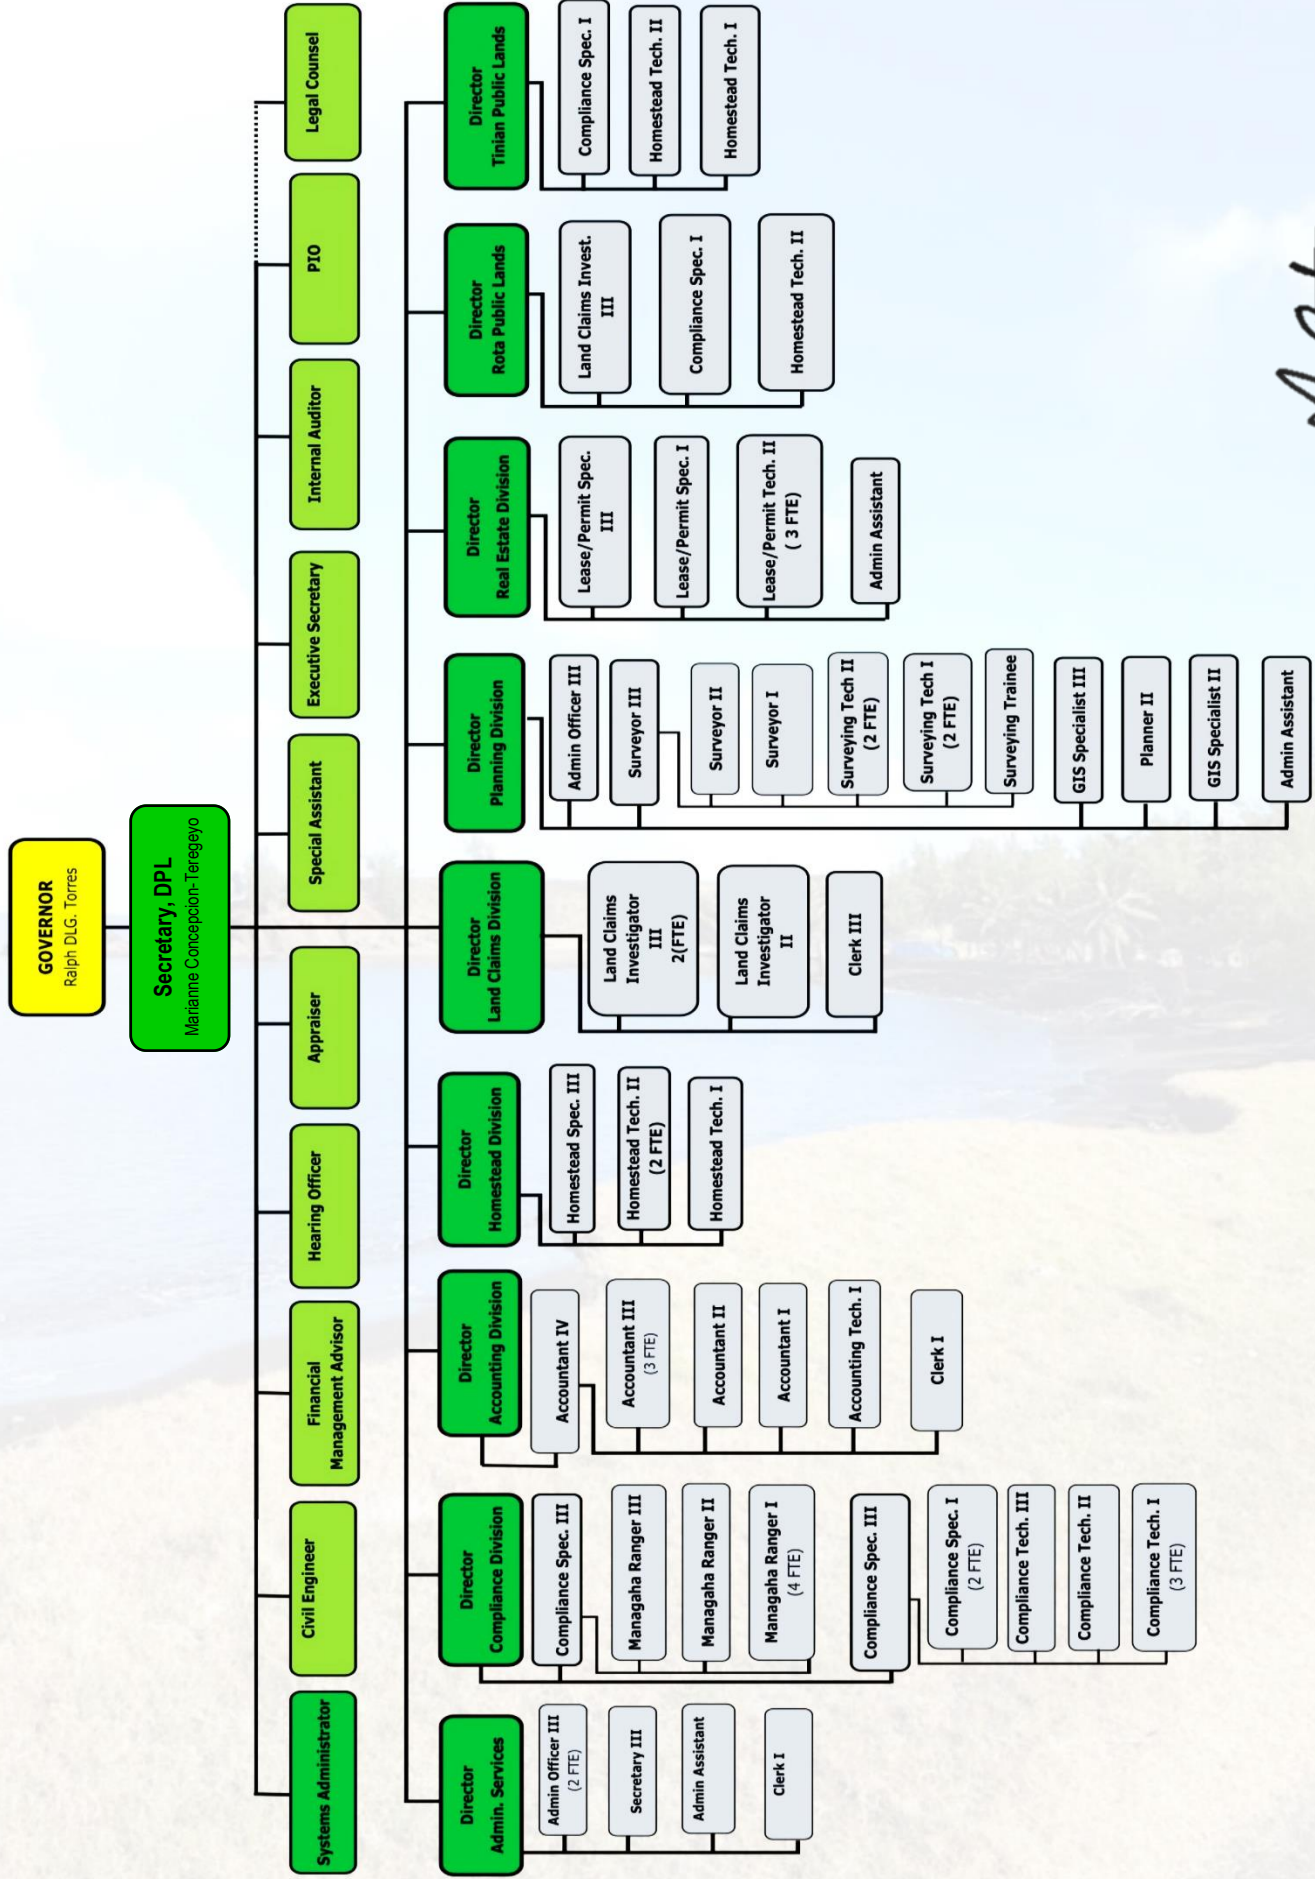 GOVERNOR
Ralph DLG. Torres
Secretary, DPL
Marianne Concepcion-Teregeyo
Systems Administrator
Civil Engineer
Financial
Management Advisor
Hearing Officer
Appraiser
Special Assistant
Executive Secretary
Internal Auditor
PIO
Legal Counsel
Director
Admin. Services
Admin Officer III
(2 FTE)
Secretary III
Admin Assistant
Clerk I
Director
Compliance Division
Compliance Spec. III
Managaha Ranger III
Managaha Ranger II
Managaha Ranger I
(4 FTE)
Compliance Spec. III
Compliance Spec. I
(2 FTE)
Compliance Tech. III
Compliance Tech. II
Compliance Tech. I
(3 FTE)
Director
Accounting Division
Accountant IV
Accountant III
(3 FTE)
Accountant II
Accountant I
Accounting Tech. I
Clerk I
Director
Homestead Division
Homestead Spec. III
Homestead Tech. II
(2 FTE)
Homestead Tech. I
Director
Land Claims Division
Land Claims
Investigator
III
2(FTE)
Land Claims
Investigator
II
Clerk III
Director
Planning Division
Admin Officer III
Surveyor III
Surveyor II
Surveyor I
Surveying Tech II
(2 FTE)
Surveying Tech I
(2 FTE)
Surveying Trainee
GIS Specialist III
Planner II
GIS Specialist II
Admin Assistant
Director
Real Estate Division
Lease/Permit Spec.
III
Lease/Permit Spec. I
Lease/Permit Tech. II
( 3 FTE)
Admin Assistant
Director
Rota Public Lands
Land Claims Invest.
III
Compliance Spec. I
Homestead Tech. II
Director
Tinian Public Lands
Compliance Spec. I
Homestead Tech. II
Homestead Tech. I